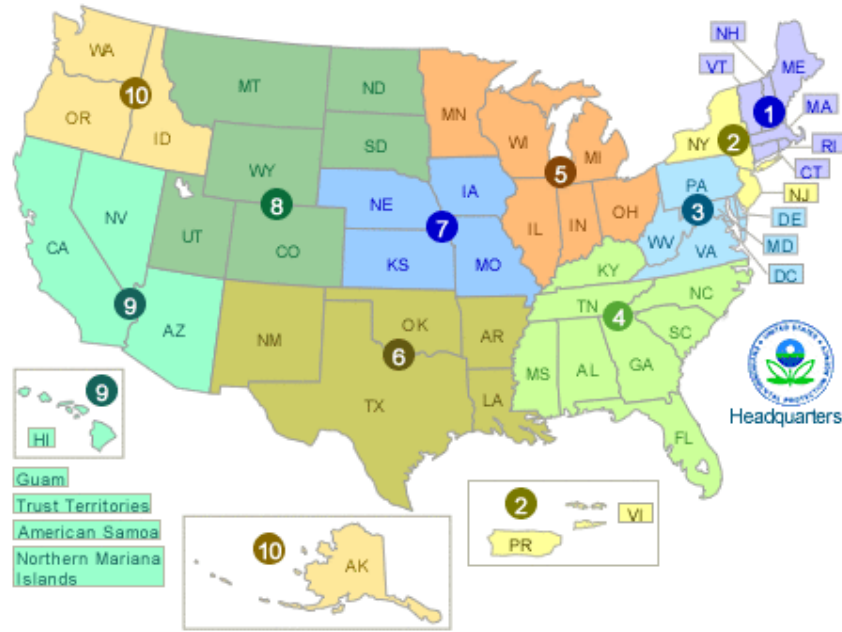 NH
WA
VT
ME
MT
ND
10
OR
ID
MN
1
MA
WI
NY
2
RI
SD
MI
5
CT
WY
PA
NJ
8
NE
IA
3
DE
NV
7
IL
IN
OH
WV
VA
MD
UT
CO
CA
KS
MO
KY
DC
9
NC
TN
AZ
4
NM
OK
AR
SC
6
UNITED STATES
ENVIRONMENTAL PROTECTION AGENCY
MS
AL
GA
9
TX
LA
Headquarters
HI
FL
Guam
Trust Territories
2
American Samoa
VI
10
PR
Northern Mariana
Islands
AK